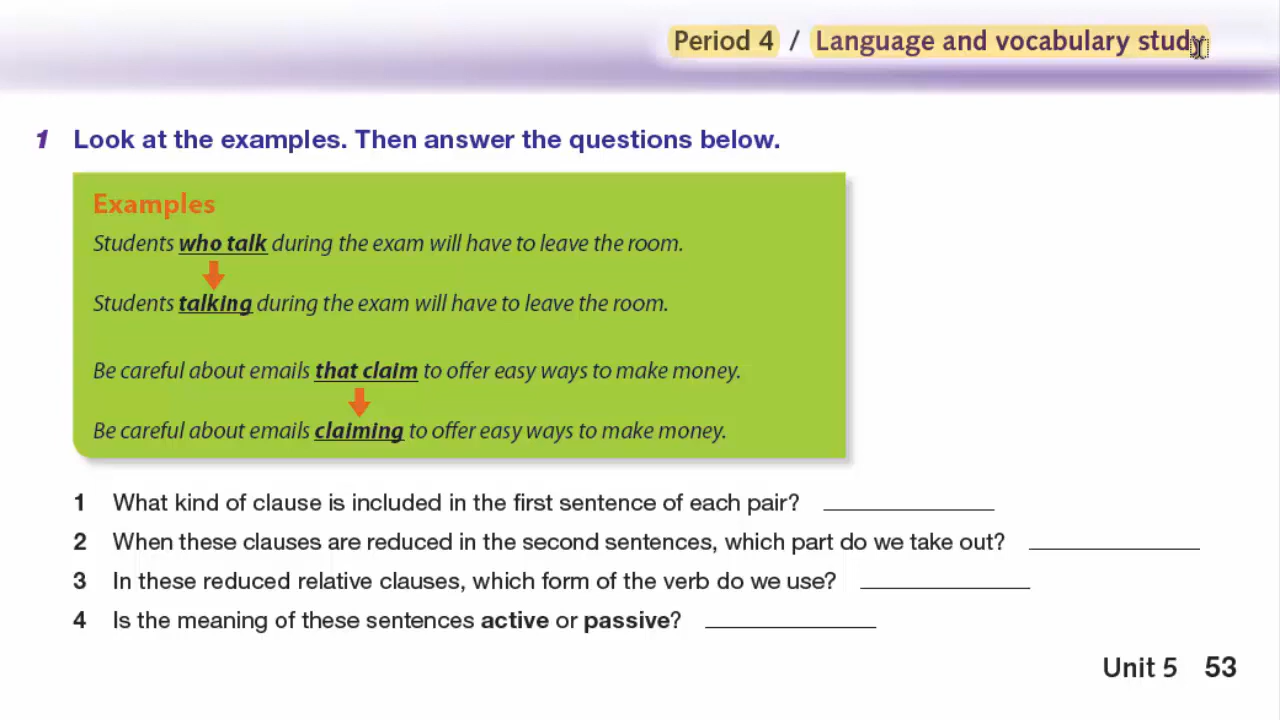 Period 4 / Language and vocabulary study
1 Look at the examples. Then answer the questions below.
Examples
Students who talk during the exam will have to leave the room.
Students talking during the exam will have to leave the room.
Be careful about emails that claim to offer easy ways to make money.
Be careful about emails claiming to offer easy ways to make money.
1 What kind of clause is included in the first sentence of each pair?
2 When these clauses are reduced in the second sentences, which part do we take out?
3 In these reduced relative clauses, which form of the verb do we use?
4 Is the meaning of these sentences active or passive?
Unit 5 53